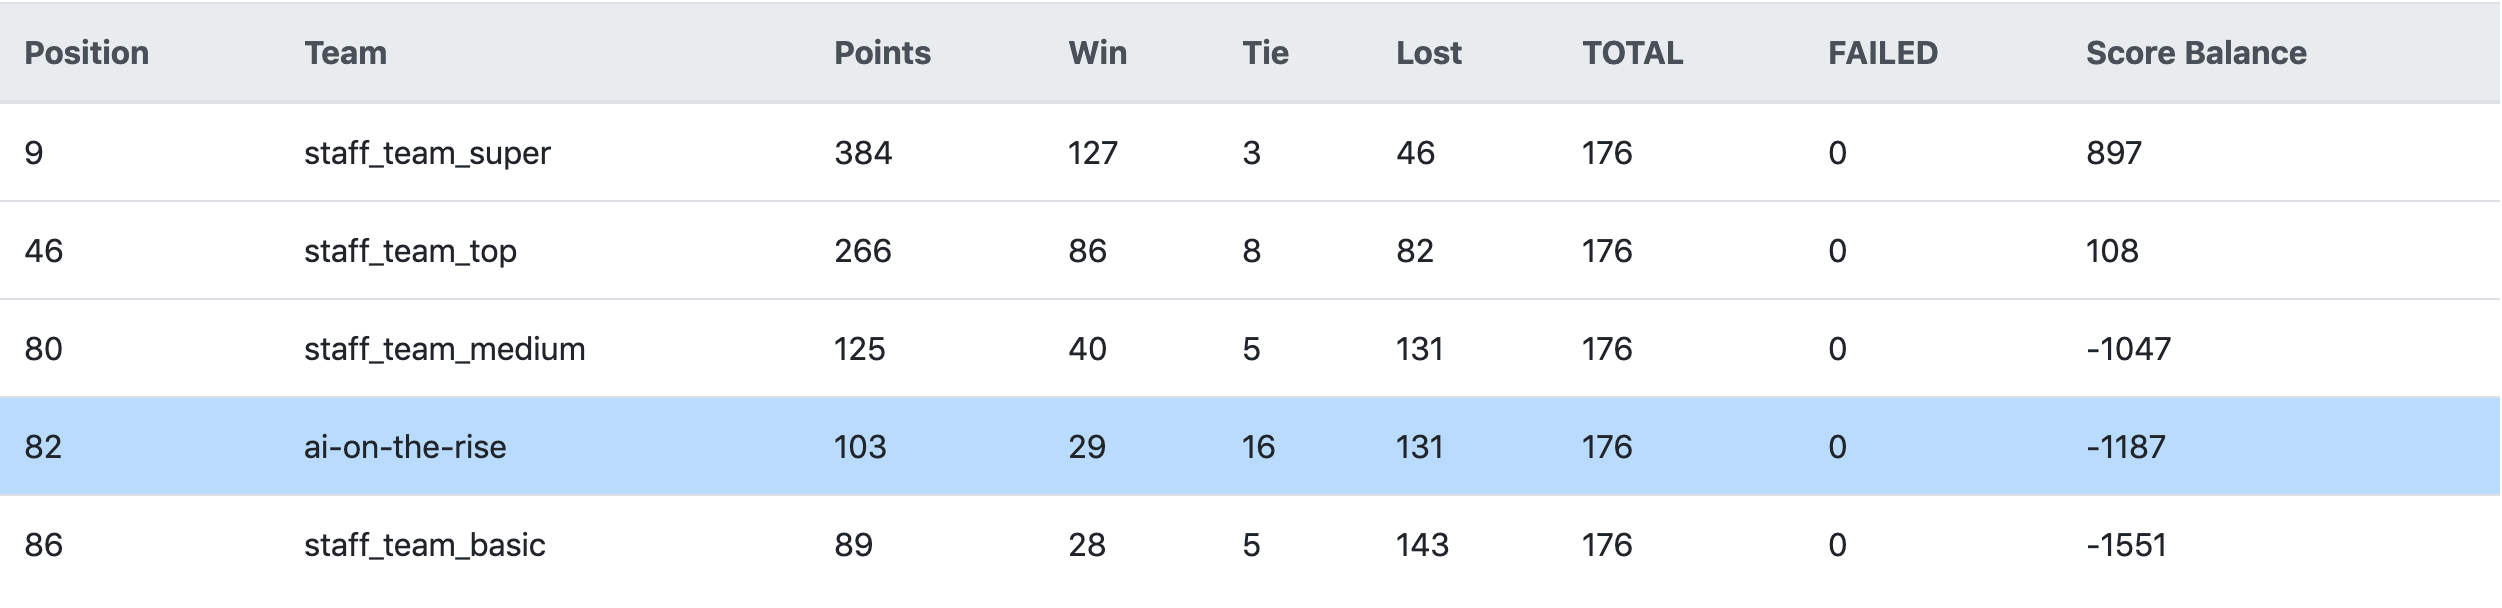 Position Team Points Win Tie Lost TOTAL FAILED Score Balance
9 staff_team_super 384 127 3 46 176 0 897
46 staff_team_top 266 86 8 82 176 0 108
80 staff_team_medium 125 40 5 131 176 0 -1047
82 ai-on-the-rise 103 29 16 131 176 0 -1187
86 staff_team_basic 89 28 5 143 176 0 -1551